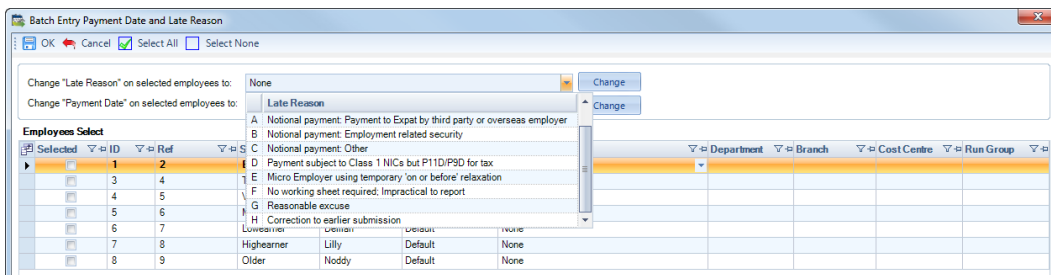 Batch Entry Payment Date and Late Reason
OK Cancel Select All Select None
Change "Late Reason" on selected employees to: None Change
Change "Payment Date" on selected employees to: Change
Late Reason
A Notional payment: Payment to Expat by third party or overseas employer
B Notional payment: Employment related security
C Notional payment: Other
D Payment subject to Class 1 NICs but P11D/P9D for tax
E Micro Employer using temporary 'on or before' relaxation
F No working sheet required; Impractical to report
G Reasonable excuse
H Correction to earlier submission
Employees Select
Selected ID Ref Department Branch Cost Centre Run Group
1 2
3 4
4 5
5 6
6 7 Lowearner Default None
7 8 Highearner Lilly Default None
8 9 Older Noddy Default None